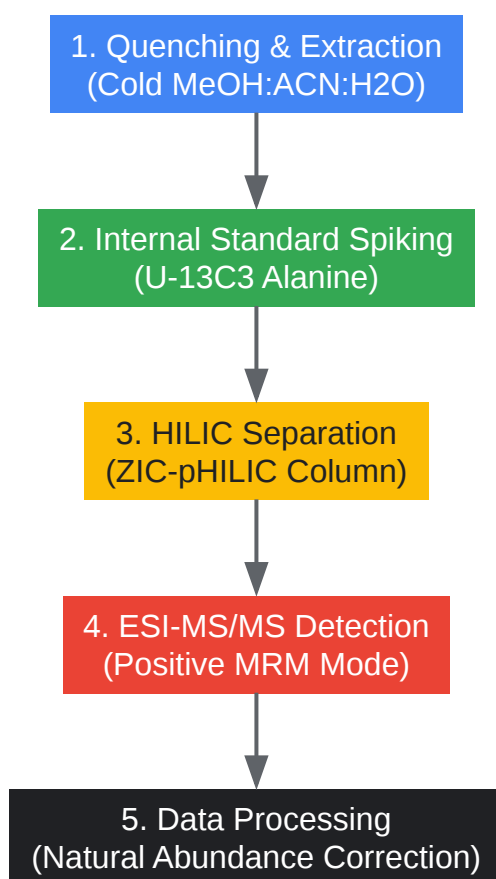 1. Quenching & Extraction
(Cold MeOH:ACN:H2O)
2. Internal Standard Spiking
(U-13C3 Alanine)
3. HILIC Separation
(ZIC-pHILIC Column)
4. ESI-MS/MS Detection
(Positive MRM Mode)
5. Data Processing
(Natural Abundance Correction)